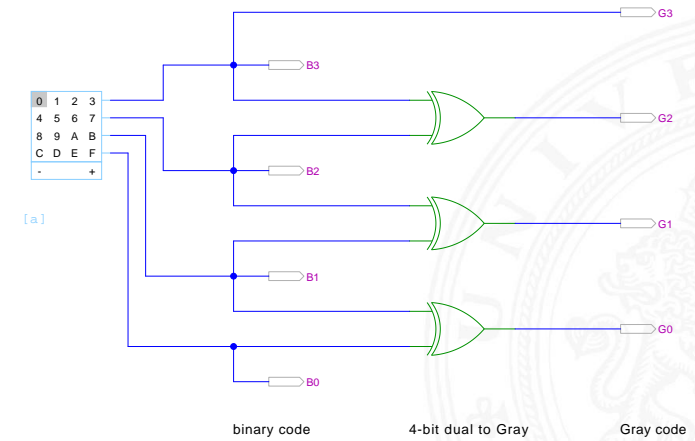 G3
B3
0 1 2 3
4 5 6 7
8 9 A B
C D E F
- +
G2
B2
[a]
G1
B1
G0
B0
binary code 4-bit dual to Gray Gray code